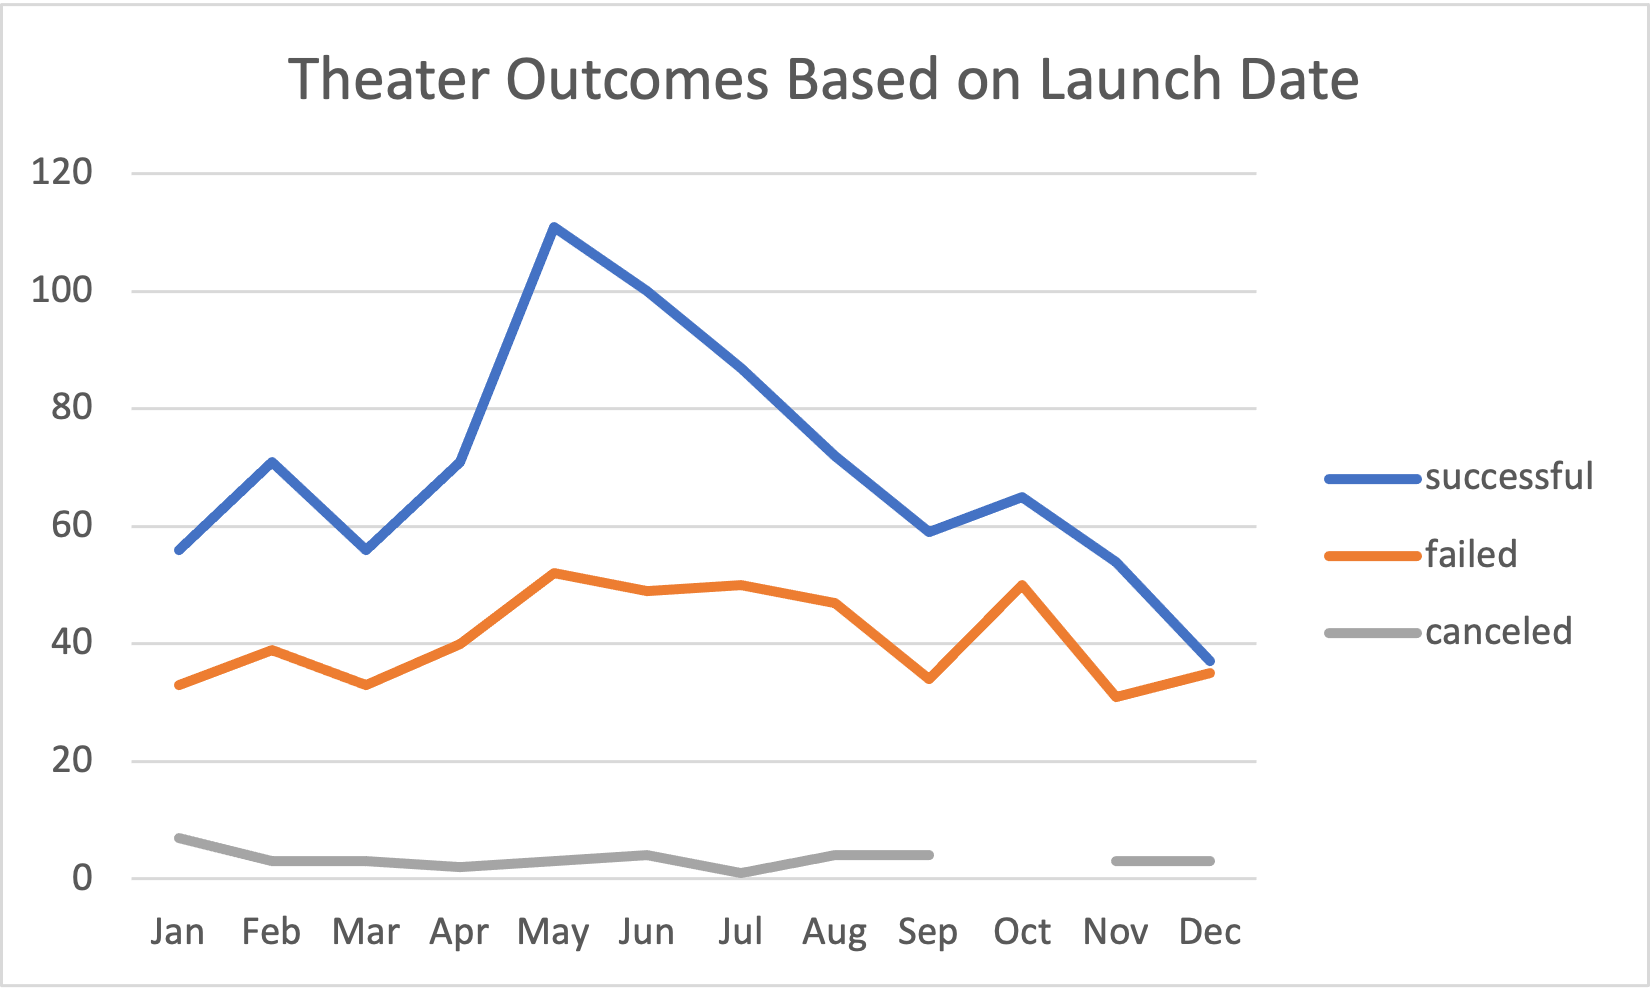 Theater Outcomes Based on Launch Date
120
100
80
60
40
20
0
Jan Feb Mar Apr May Jun Jul Aug Sep Oct Nov Dec
successful
failed
canceled